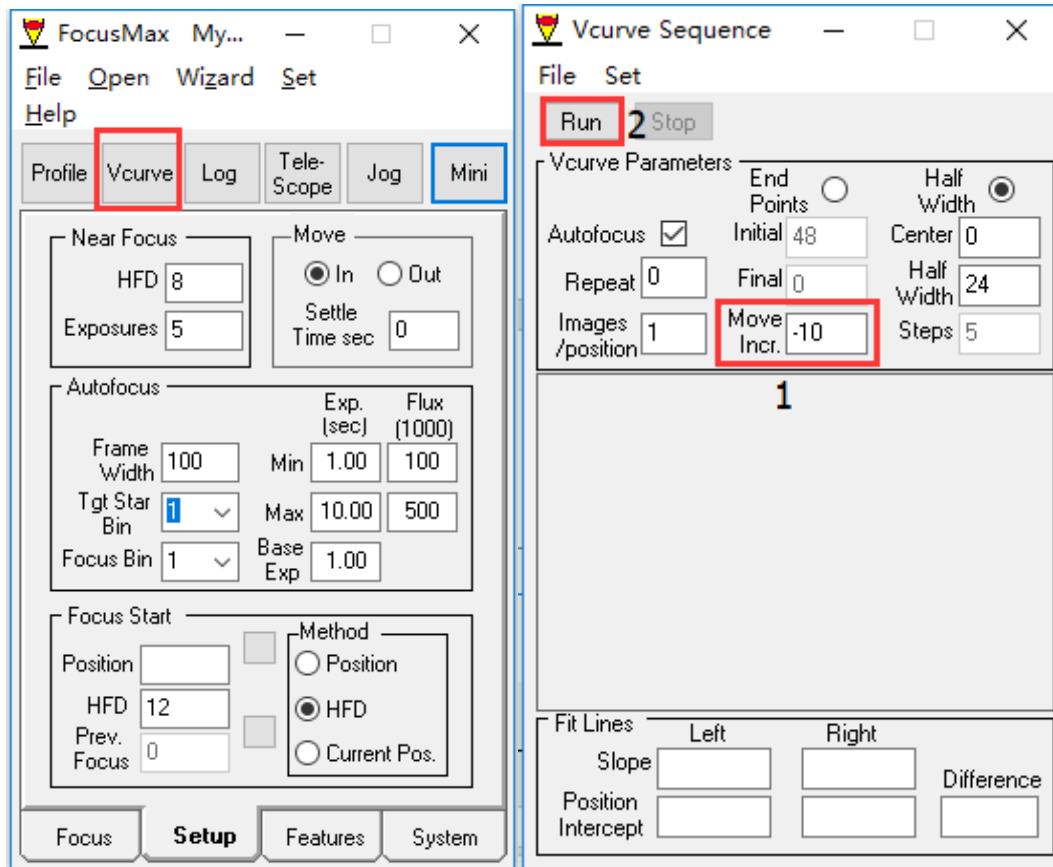 FocusMax My...
File Open Wizard Set
Help
Profile Vcurve Log Tele-
Scope Jog Mini
Near Focus
HFD 8
Exposures 5
Move
In Out
Settle
Time sec 0
Autofocus
Exp.
(sec) Flux
(1000)
Frame
Width 100 Min 1.00 100
Tgt Star
Bin 1 Max 10.00 500
Focus Bin 1 Base
Exp 1.00
Focus Start
Position
HFD 12
Prev.
Focus 0
Method
Position
HFD
Current Pos.
Focus Setup Features System
Vcurve Sequence
File Set
Run 2 Stop
Vcurve Parameters
End
Points Half
Width
Autofocus Initial 48 Center 0
Repeat 0 Final 0 Half
Width 24
Images
/position 1 Move
Incr. -10 Steps 5
1
Fit Lines
Left Right
Slope
Difference
Position
Intercept